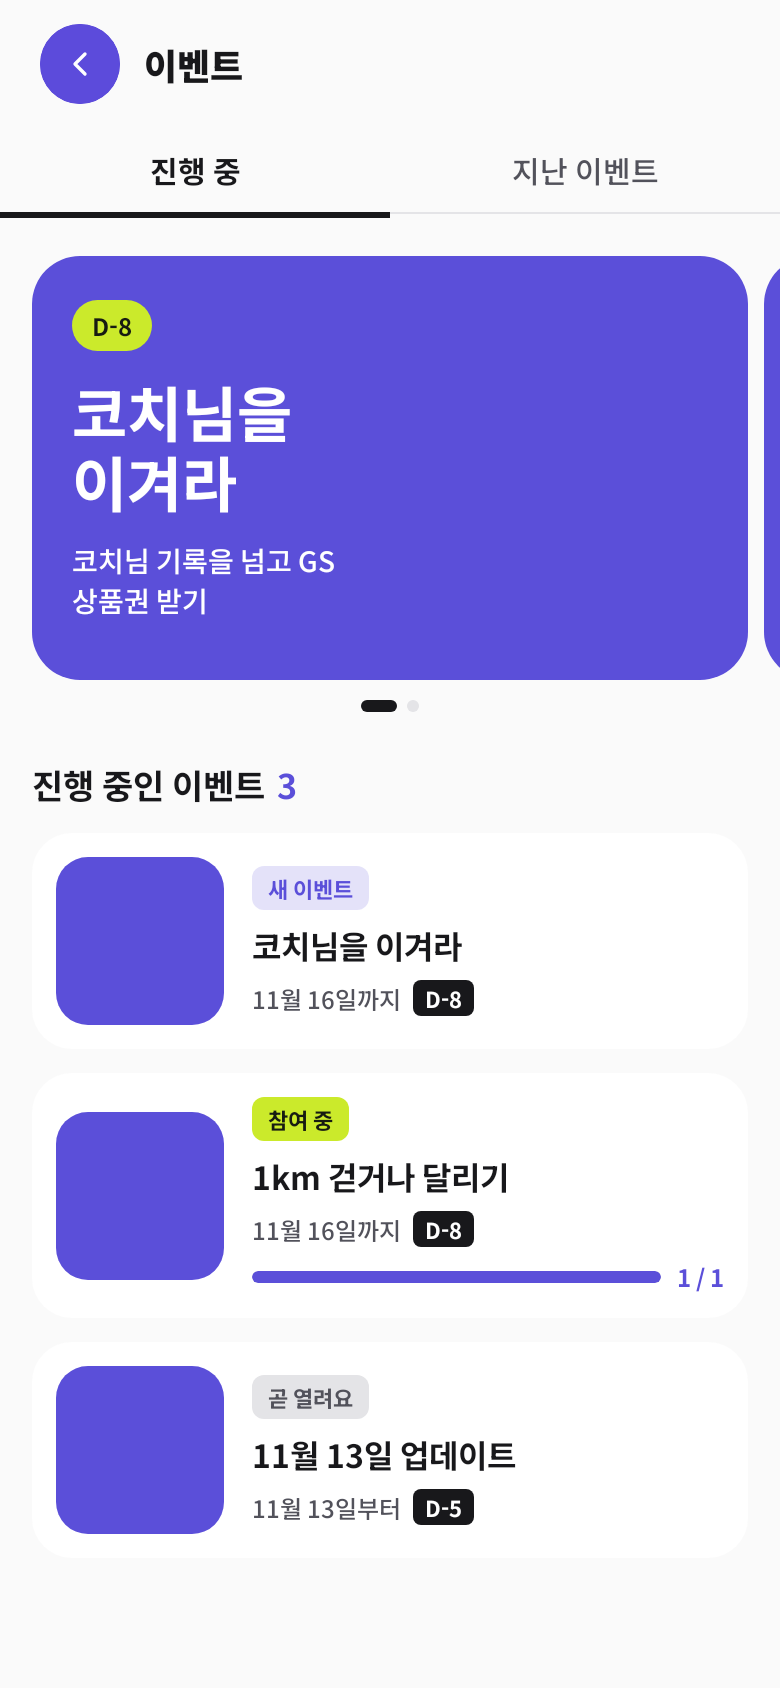 이벤트
진행 중
지난 이벤트
D-8
코치님을
이겨라
코치님 기록을 넘고 GS
상품권 받기
진행 중인 이벤트 3
새 이벤트
코치님을 이겨라
11월 16일까지 D-8
참여 중
1km 걷거나 달리기
11월 16일까지 D-8
1 / 1
곧 열려요
11월 13일 업데이트
11월 13일부터 D-5